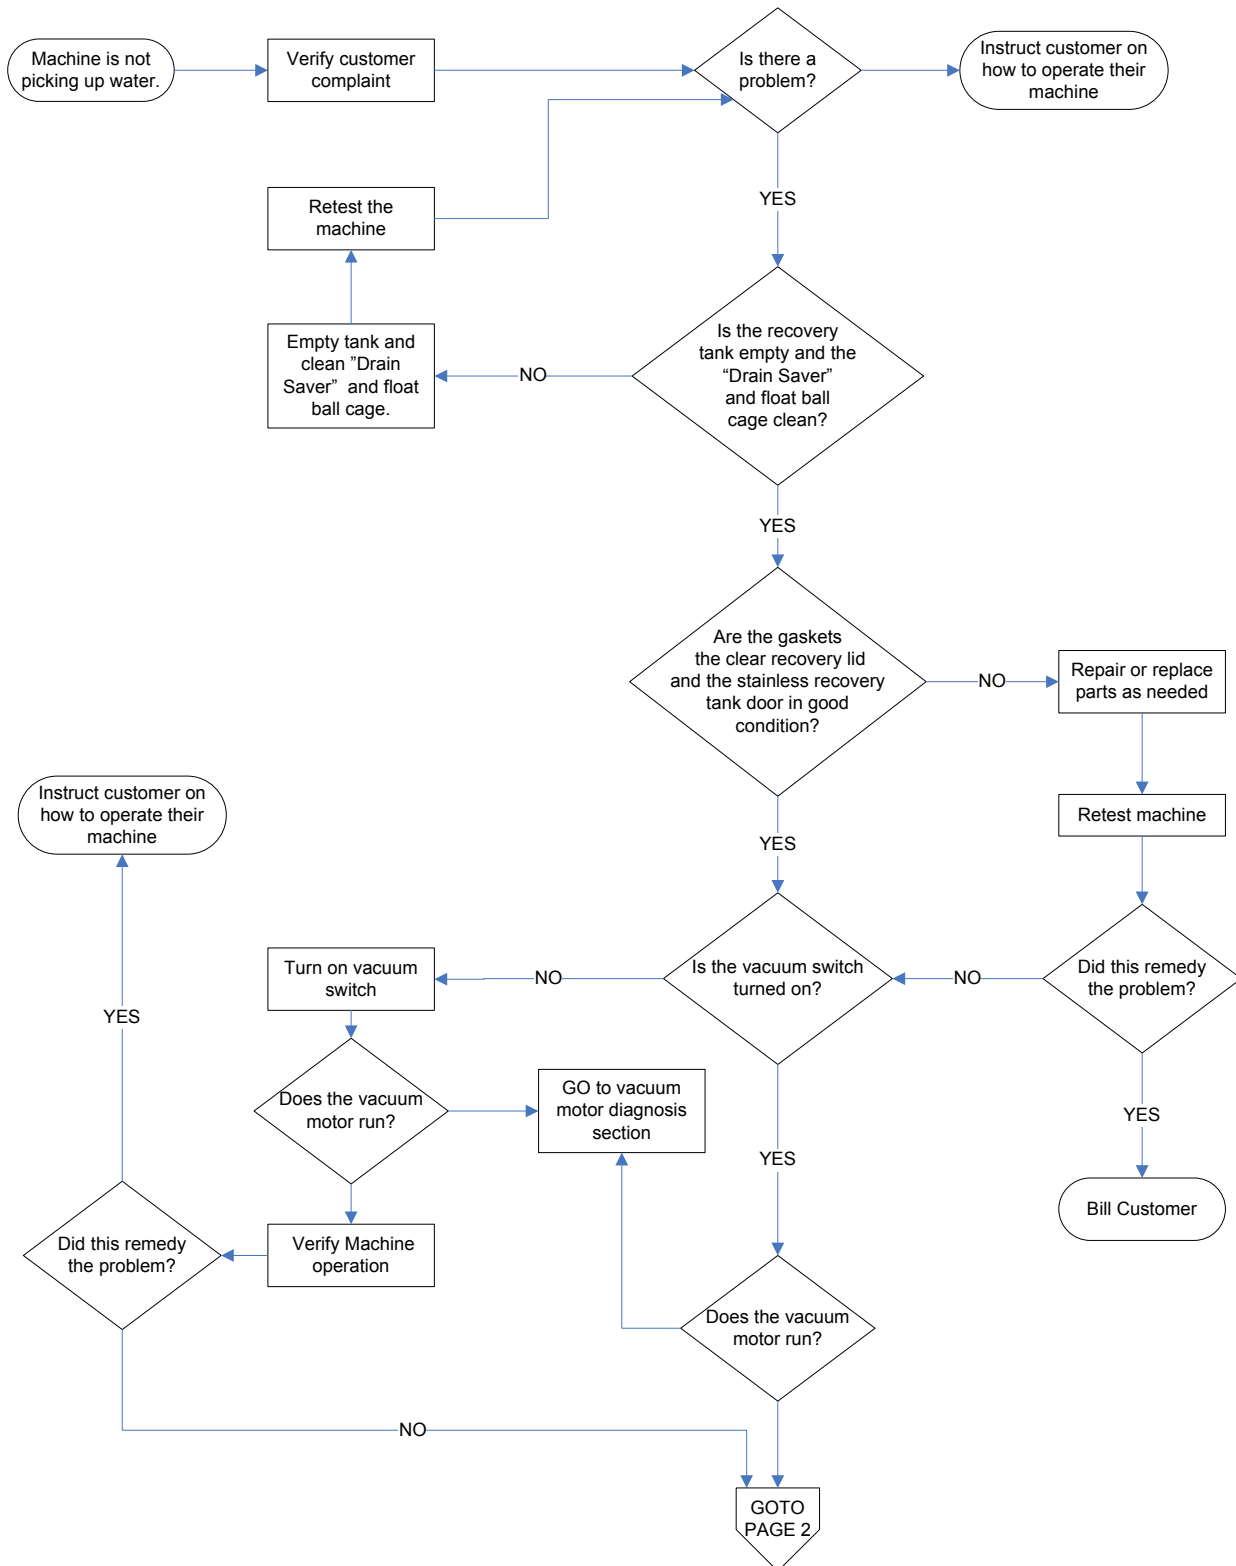 Machine is not
picking up water.
Verify customer
complaint
Is there a
problem?
Instruct customer on
how to operate their
machine
YES
Retest the
machine
Empty tank and
clean ”Drain
Saver”  and float
ball cage.
NO
Is the recovery
tank empty and the
“Drain Saver”
and float ball
cage clean?
YES
Are the gaskets
the clear recovery lid
and the stainless recovery
tank door in good
condition?
NO
Repair or replace
parts as needed
Retest machine
YES
Instruct customer on
how to operate their
machine
YES
Turn on vacuum
switch
NO
Is the vacuum switch
turned on?
NO
Did this remedy
the problem?
Does the vacuum
motor run?
GO to vacuum
motor diagnosis
section
YES
YES
Bill Customer
Did this remedy
the problem?
Verify Machine
operation
Does the vacuum
motor run?
NO
GOTO
PAGE 2